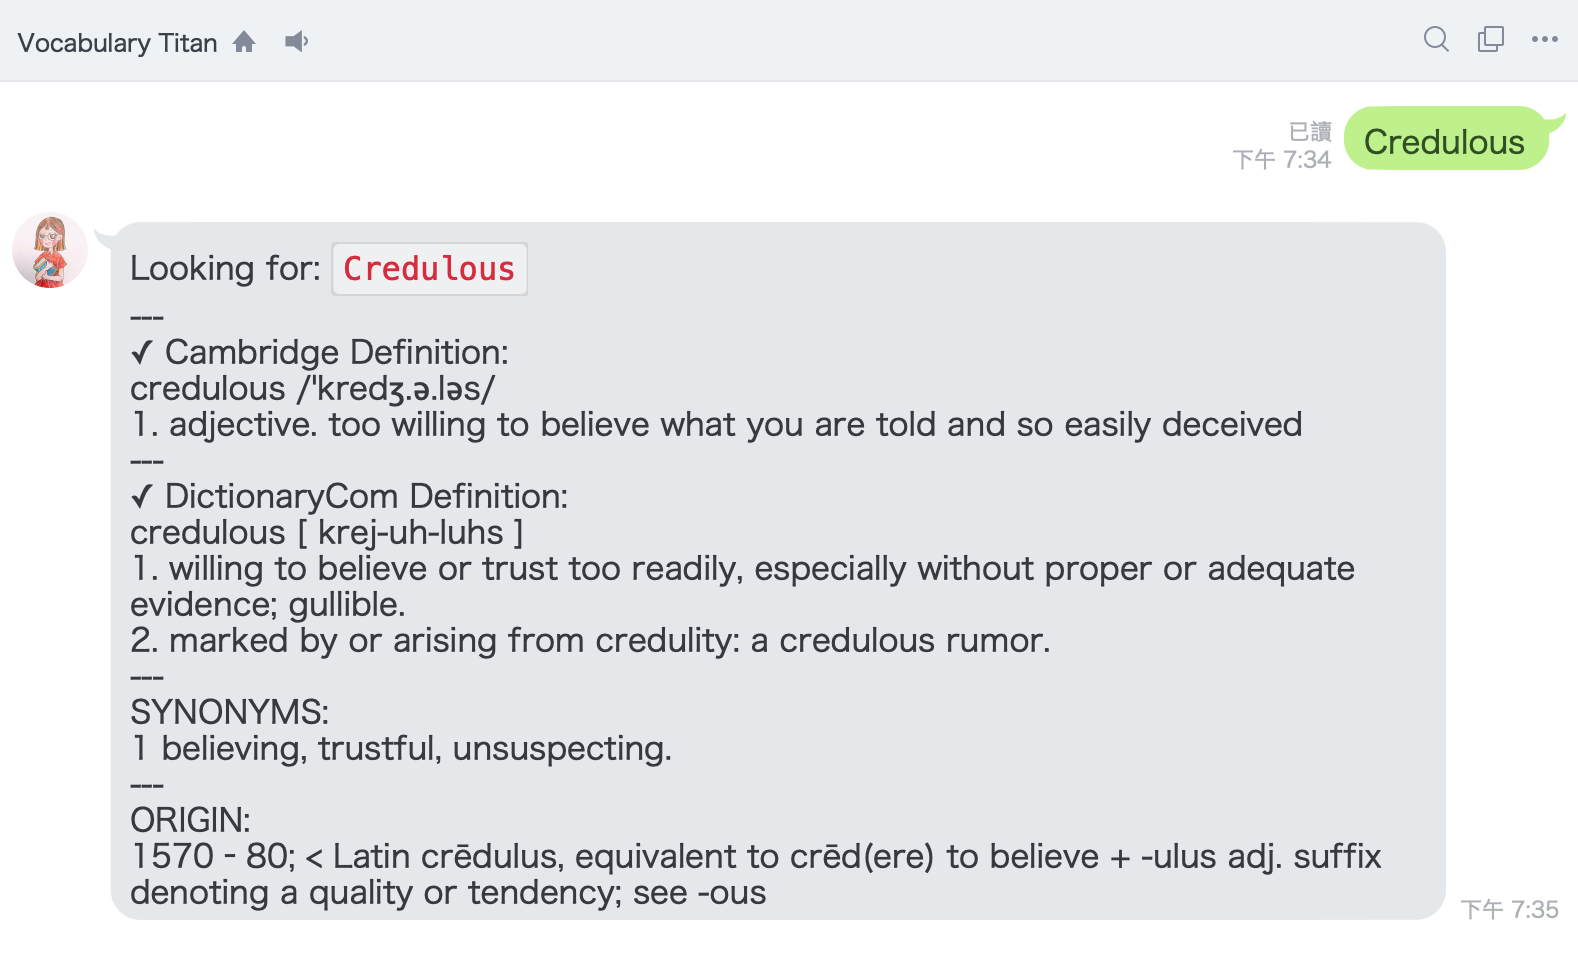 Vocabulary Titan
已讀
下午 7:34
Credulous
Looking for: Credulous
---
✓ Cambridge Definition:
credulous /ˈkredʒ.ə.ləs/
1. adjective. too willing to believe what you are told and so easily deceived
---
✓ DictionaryCom Definition:
credulous [ krej-uh-luhs ]
1. willing to believe or trust too readily, especially without proper or adequate
evidence; gullible.
2. marked by or arising from credulity: a credulous rumor.
---
SYNONYMS:
1 believing, trustful, unsuspecting.
---
ORIGIN:
1570 - 80; < Latin crēdulus, equivalent to crēd(ere) to believe + -ulus adj. suffix
denoting a quality or tendency; see -ous
下午 7:35